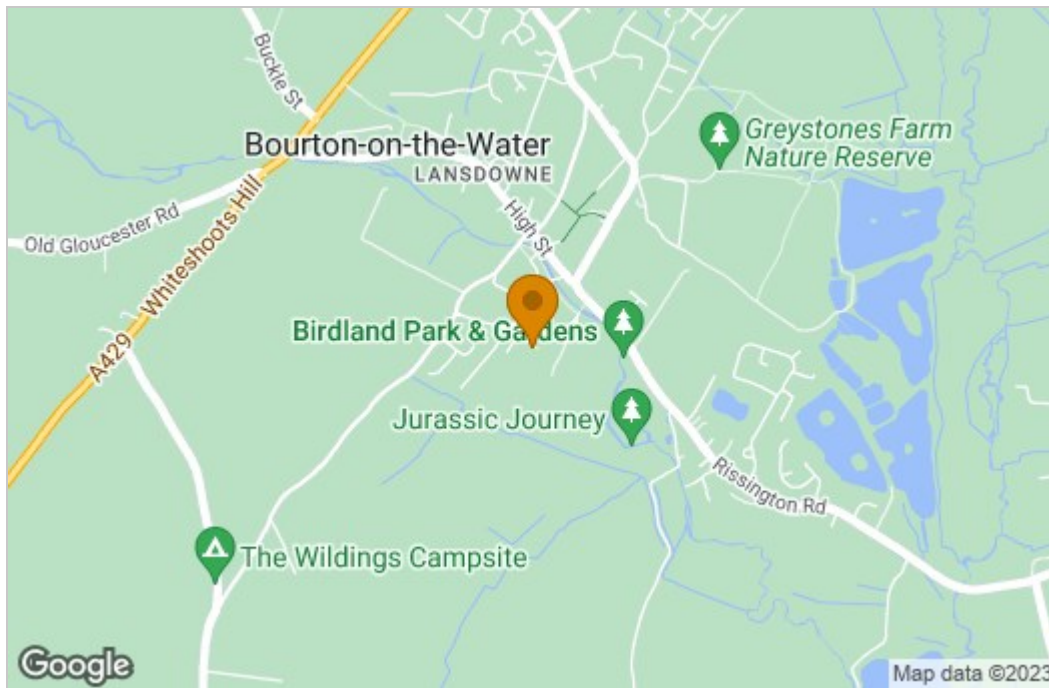 Buckle St
Bourton-on-the-Water
LANSDOWNE
Greystones Farm
Nature Reserve
Old Gloucester Rd
High St
A429
Whiteshoots Hill
Birdland Park & Gardens
Jurassic Journey
Rissington Rd
The Wildings Campsite
Google
Map data ©2023